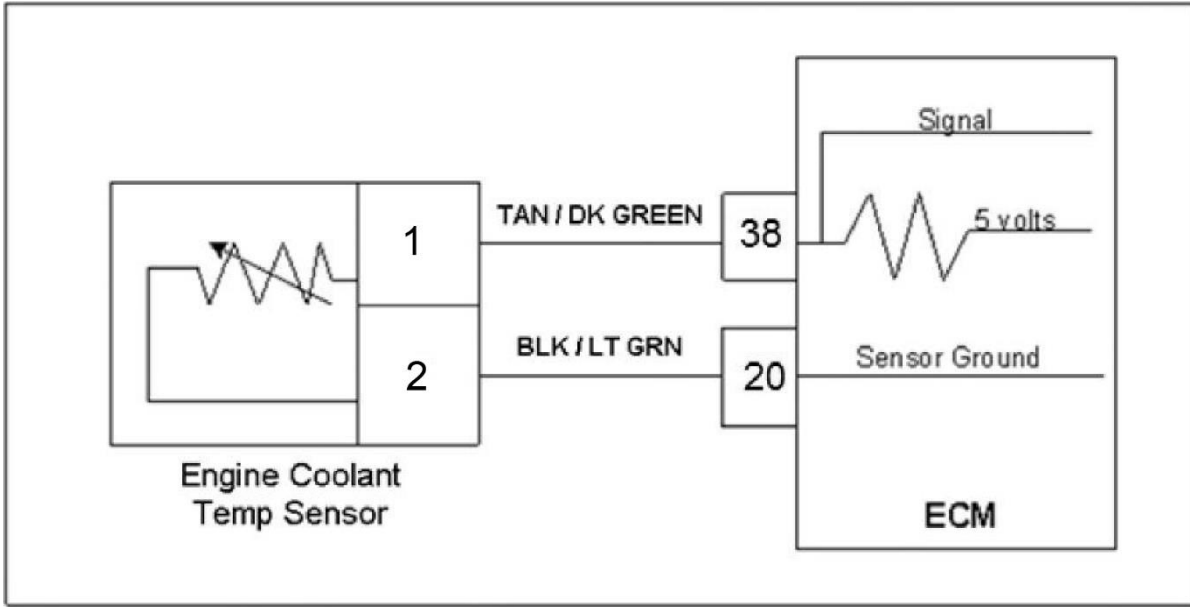 Signal
TAN / DK GREEN
1
38
5 volts
BLK / LT GRN
2
20
Sensor Ground
Engine Coolant
Temp Sensor
ECM